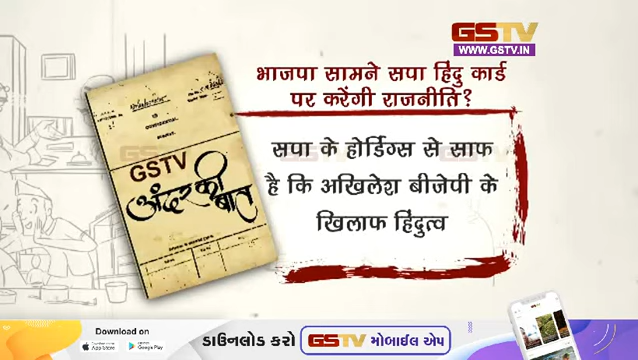 GSTV
WWW.GSTV.IN
भाजपा सामने सपा हिंदु कार्ड
पर करेंगी राजनीति?
सपा के होर्डिंग्स से साफ
है कि अखिलेश बीजेपी के
खिलाफ हिंदुत्व
CONFIDENTIAL
GSTV
अंदर की बात
Download on
App Store
Google Play
ડાઉનલોડ કરો GSTV મોબાઈલ એપ